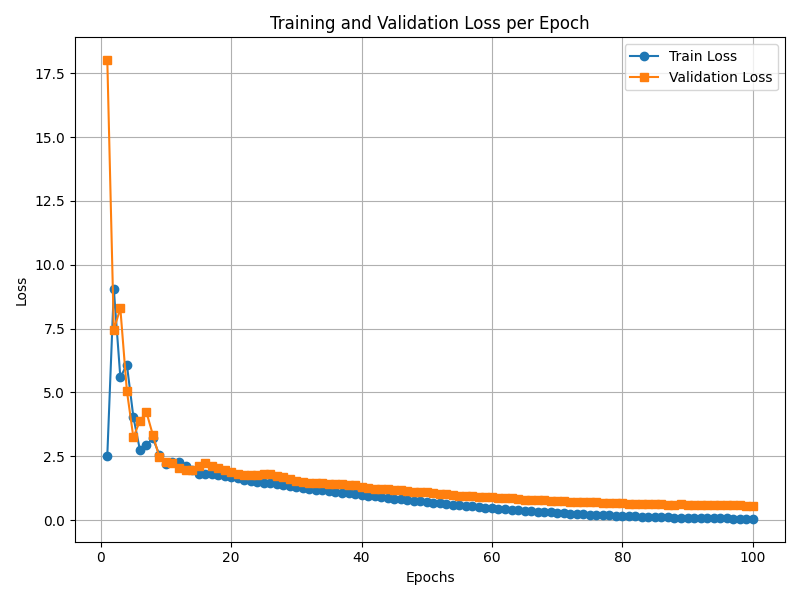 Training and Validation Loss per Epoch
Train Loss
Validation Loss
17.5
15.0
12.5
10.0
7.5
5.0
2.5
0.0
Loss
0 20 40 60 80 100
Epochs